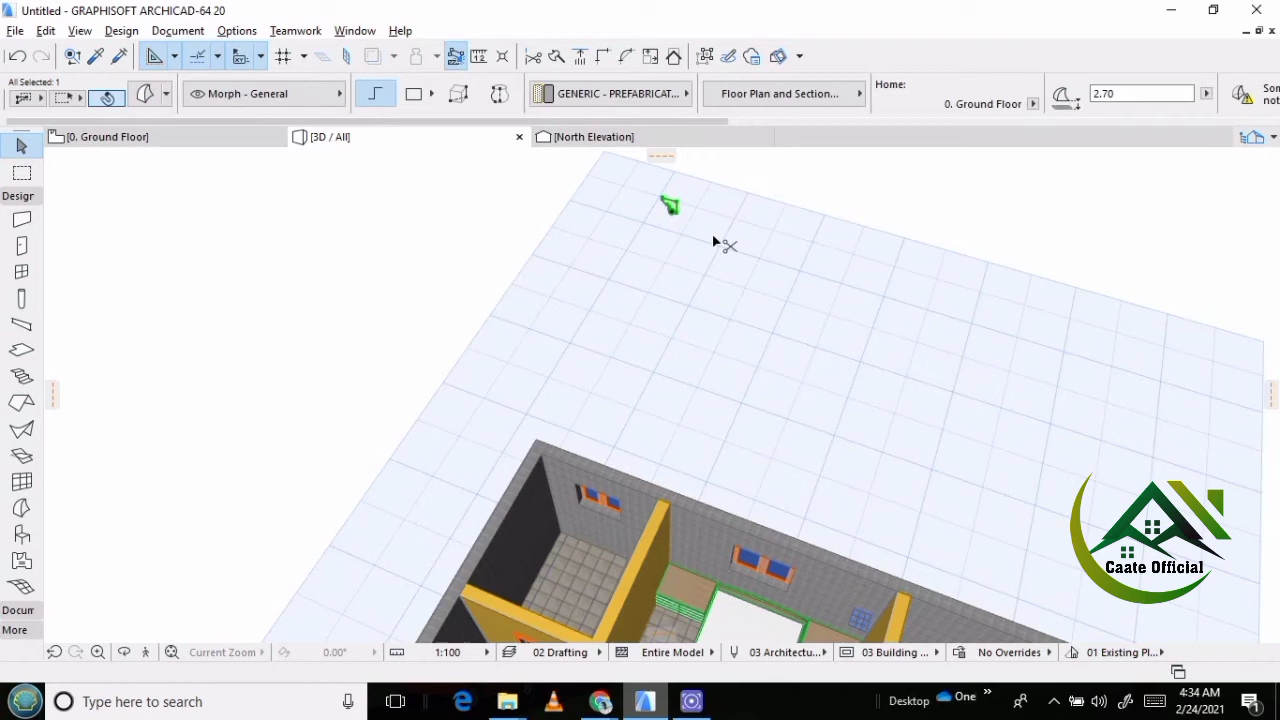 Untitled - GRAPHISOFT ARCHICAD-64 20
File Edit View Design Document Options Teamwork Window Help
All Selected: 1
Morph - General
GENERIC - PREFABRICAT...
Floor Plan and Section...
Home:
0. Ground Floor
2.70
Som
not
[0. Ground Floor]
[3D / All]
[North Elevation]
Design
Docum
More
Caate Official
Current Zoom
0.00°
1:100
02 Drafting
Entire Model
03 Architectu...
03 Building ...
No Overrides
01 Existing Pl...
Type here to search
Desktop
One
4:34 AM
2/24/2021
1